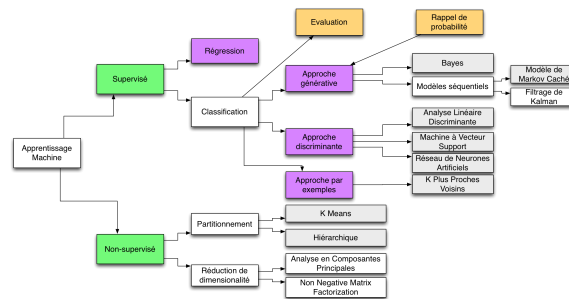 Evaluation
Rappel de
probabilité
Supervisé
Régression
Approche
générative
Bayes
Modèles séquentiels
Modèle de
Markov Caché
Filtrage de
Kalman
Classification
Apprentissage
Machine
Approche
discriminante
Analyse Linéaire
Discriminante
Machine à Vecteur
Support
Réseau de Neurones
Artificiels
Approche par
exemples
K Plus Proches
Voisins
Non-supervisé
Partitionnement
K Means
Hiérarchique
Réduction de
dimensionalité
Analyse en Composantes
Principales
Non Negative Matrix
Factorization